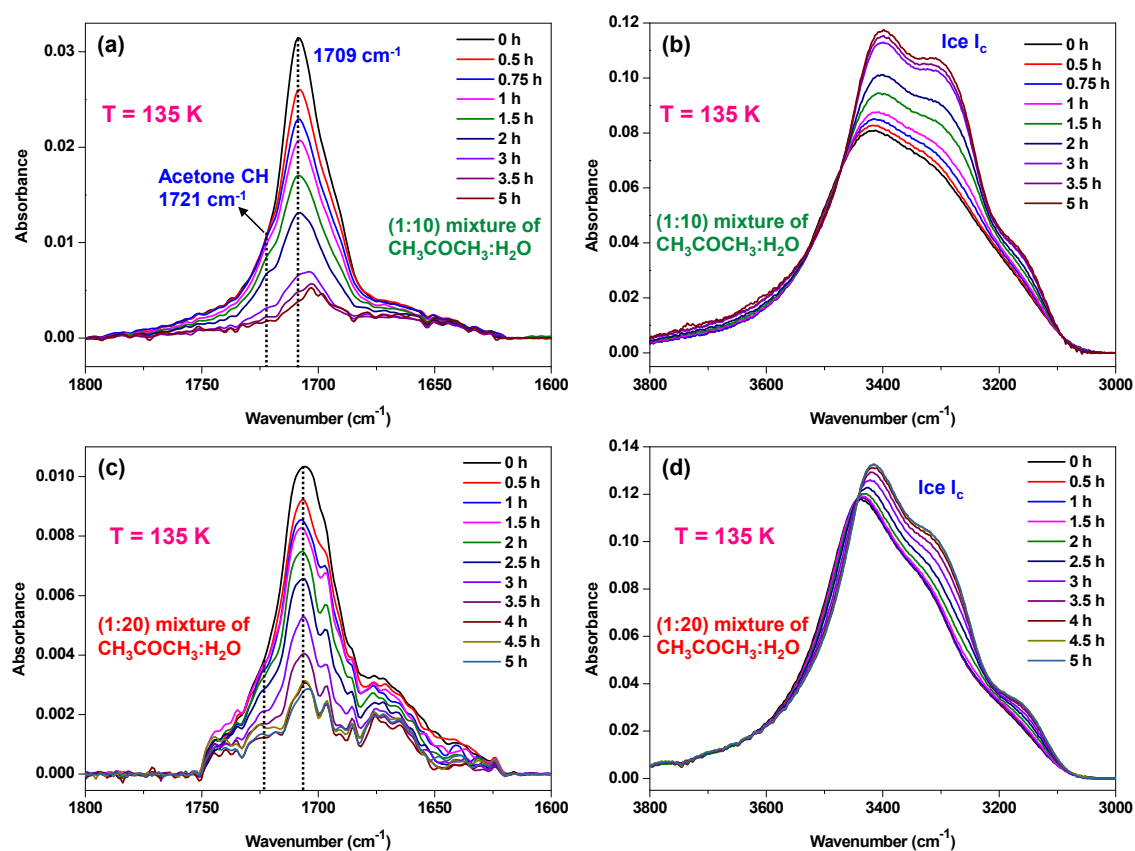 (a)
1709 cm⁻¹
T = 135 K
Acetone CH
1721 cm⁻¹
(1:10) mixture of
CH₃COCH₃:H₂O
0 h
0.5 h
0.75 h
1 h
1.5 h
2 h
3 h
3.5 h
5 h
0.03
0.02
0.01
0.00
Absorbance
1800
1750
1700
1650
1600
Wavenumber (cm⁻¹)
(b)
Ice I꜀
T = 135 K
(1:10) mixture of
CH₃COCH₃:H₂O
0 h
0.5 h
0.75 h
1 h
1.5 h
2 h
3 h
3.5 h
5 h
0.12
0.10
0.08
0.06
0.04
0.02
0.00
Absorbance
3800
3600
3400
3200
3000
Wavenumber (cm⁻¹)
(c)
T = 135 K
(1:20) mixture of
CH₃COCH₃:H₂O
0 h
0.5 h
1 h
1.5 h
2 h
2.5 h
3 h
3.5 h
4 h
4.5 h
5 h
0.010
0.008
0.006
0.004
0.002
0.000
Absorbance
1800
1750
1700
1650
1600
Wavenumber (cm⁻¹)
(d)
Ice I꜀
T = 135 K
(1:20) mixture of
CH₃COCH₃:H₂O
0 h
0.5 h
1 h
1.5 h
2 h
2.5 h
3 h
3.5 h
4 h
4.5 h
5 h
0.14
0.12
0.10
0.08
0.06
0.04
0.02
0.00
Absorbance
3800
3600
3400
3200
3000
Wavenumber (cm⁻¹)